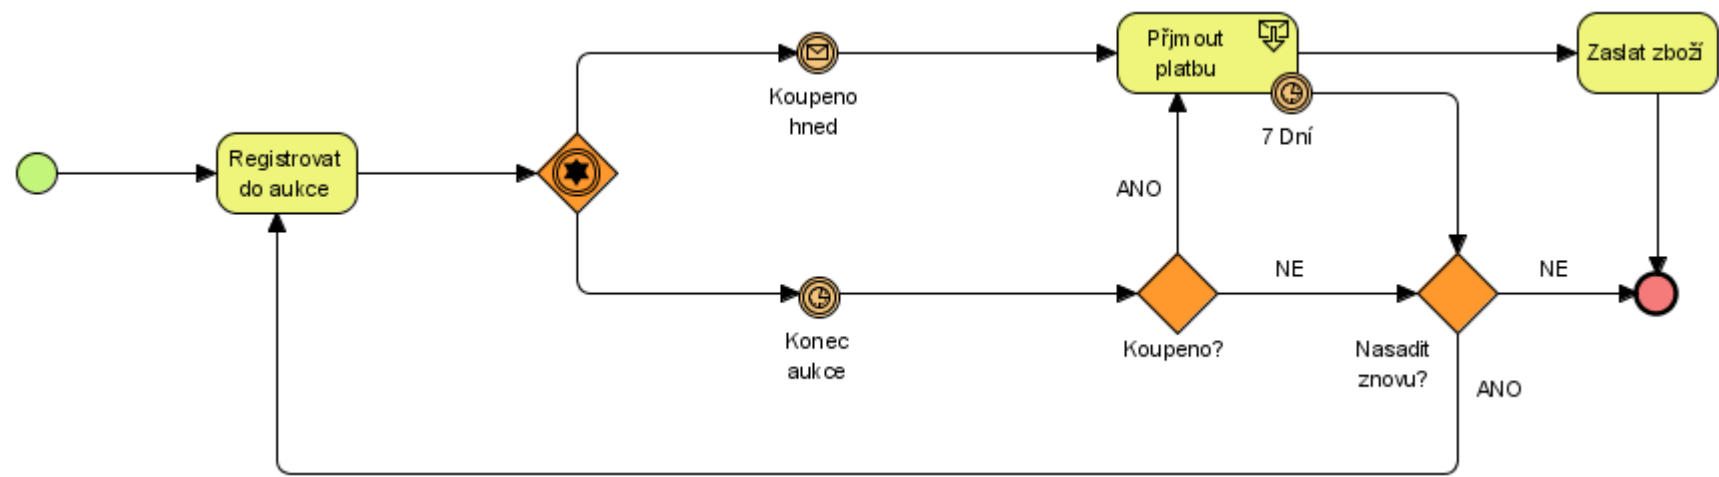 Koupeno
hned
Přjmout
platbu
Zaslat zboží
7 Dní
Registrovat
do aukce
ANO
NE
NE
Konec
aukce
Koupeno?
Nasadit
znovu?
ANO